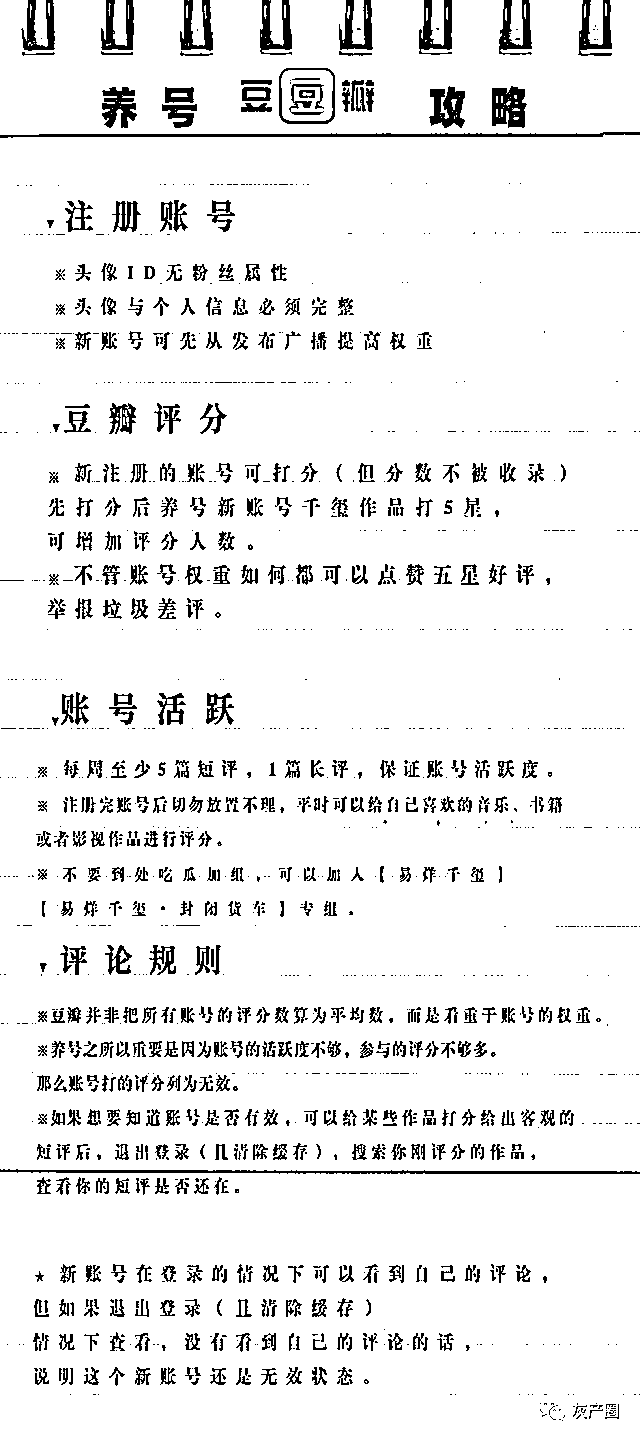 养号 豆豆瓣 攻略
▼注册账号
※头像ID无粉丝属性
※头像与个人信息必须完整
※新账号可先从发布广播提高权重
▼豆瓣评分
※新注册的账号可打分(但分数不被收录)
先打分后养号新账号千玺作品打5星,
可增加评分人数。
※不管账号权重如何都可以点赞五星好评,
举报垃圾差评。
▼账号活跃
※每周至少5篇短评,1篇长评,保证账号活跃度。
※注册完账号后切勿放置不理,平时可以给自己喜欢的音乐、书籍
或者影视作品进行评分。
※不要到处吃瓜加组,可以加入【易烊千玺】
【易烊千玺·封闭货车】专组。
▼评论规则
※豆瓣并非把所有账号的评分数算为平均数,而是看重于账号的权重。
※养号之所以重要是因为账号的活跃度不够,参与的评分不够多。
那么账号打的评分列为无效。
※如果想要知道账号是否有效,可以给某些作品打分给出客观的
短评后,退出登录(且清除缓存),搜索你刚评分的作品,
查看你的短评是否还在。
★新账号在登录的情况下可以看到自己的评论,
但如果退出登录(且清除缓存)
情况下查看,没有看到自己的评论的话,
说明这个新账号还是无效状态。
灰产圈